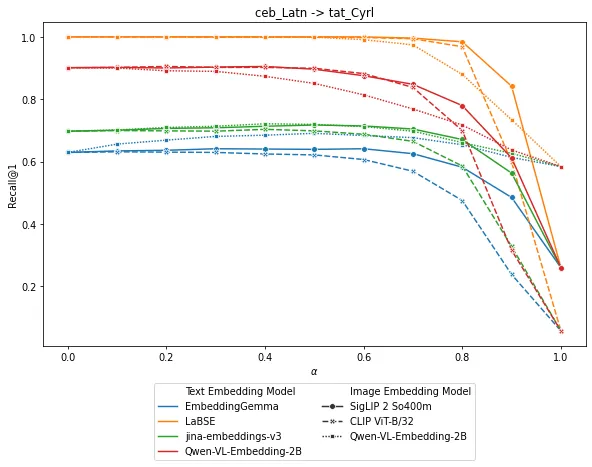 ceb_Latn -> tat_Cyrl
Recall@1
1.0
0.8
0.6
0.4
0.2
0.0 0.2 0.4 0.6 0.8 1.0
α
Text Embedding Model
EmbeddingGemma
LaBSE
jina-embeddings-v3
Qwen-VL-Embedding-2B
Image Embedding Model
SigLIP 2 So400m
CLIP ViT-B/32
Qwen-VL-Embedding-2B